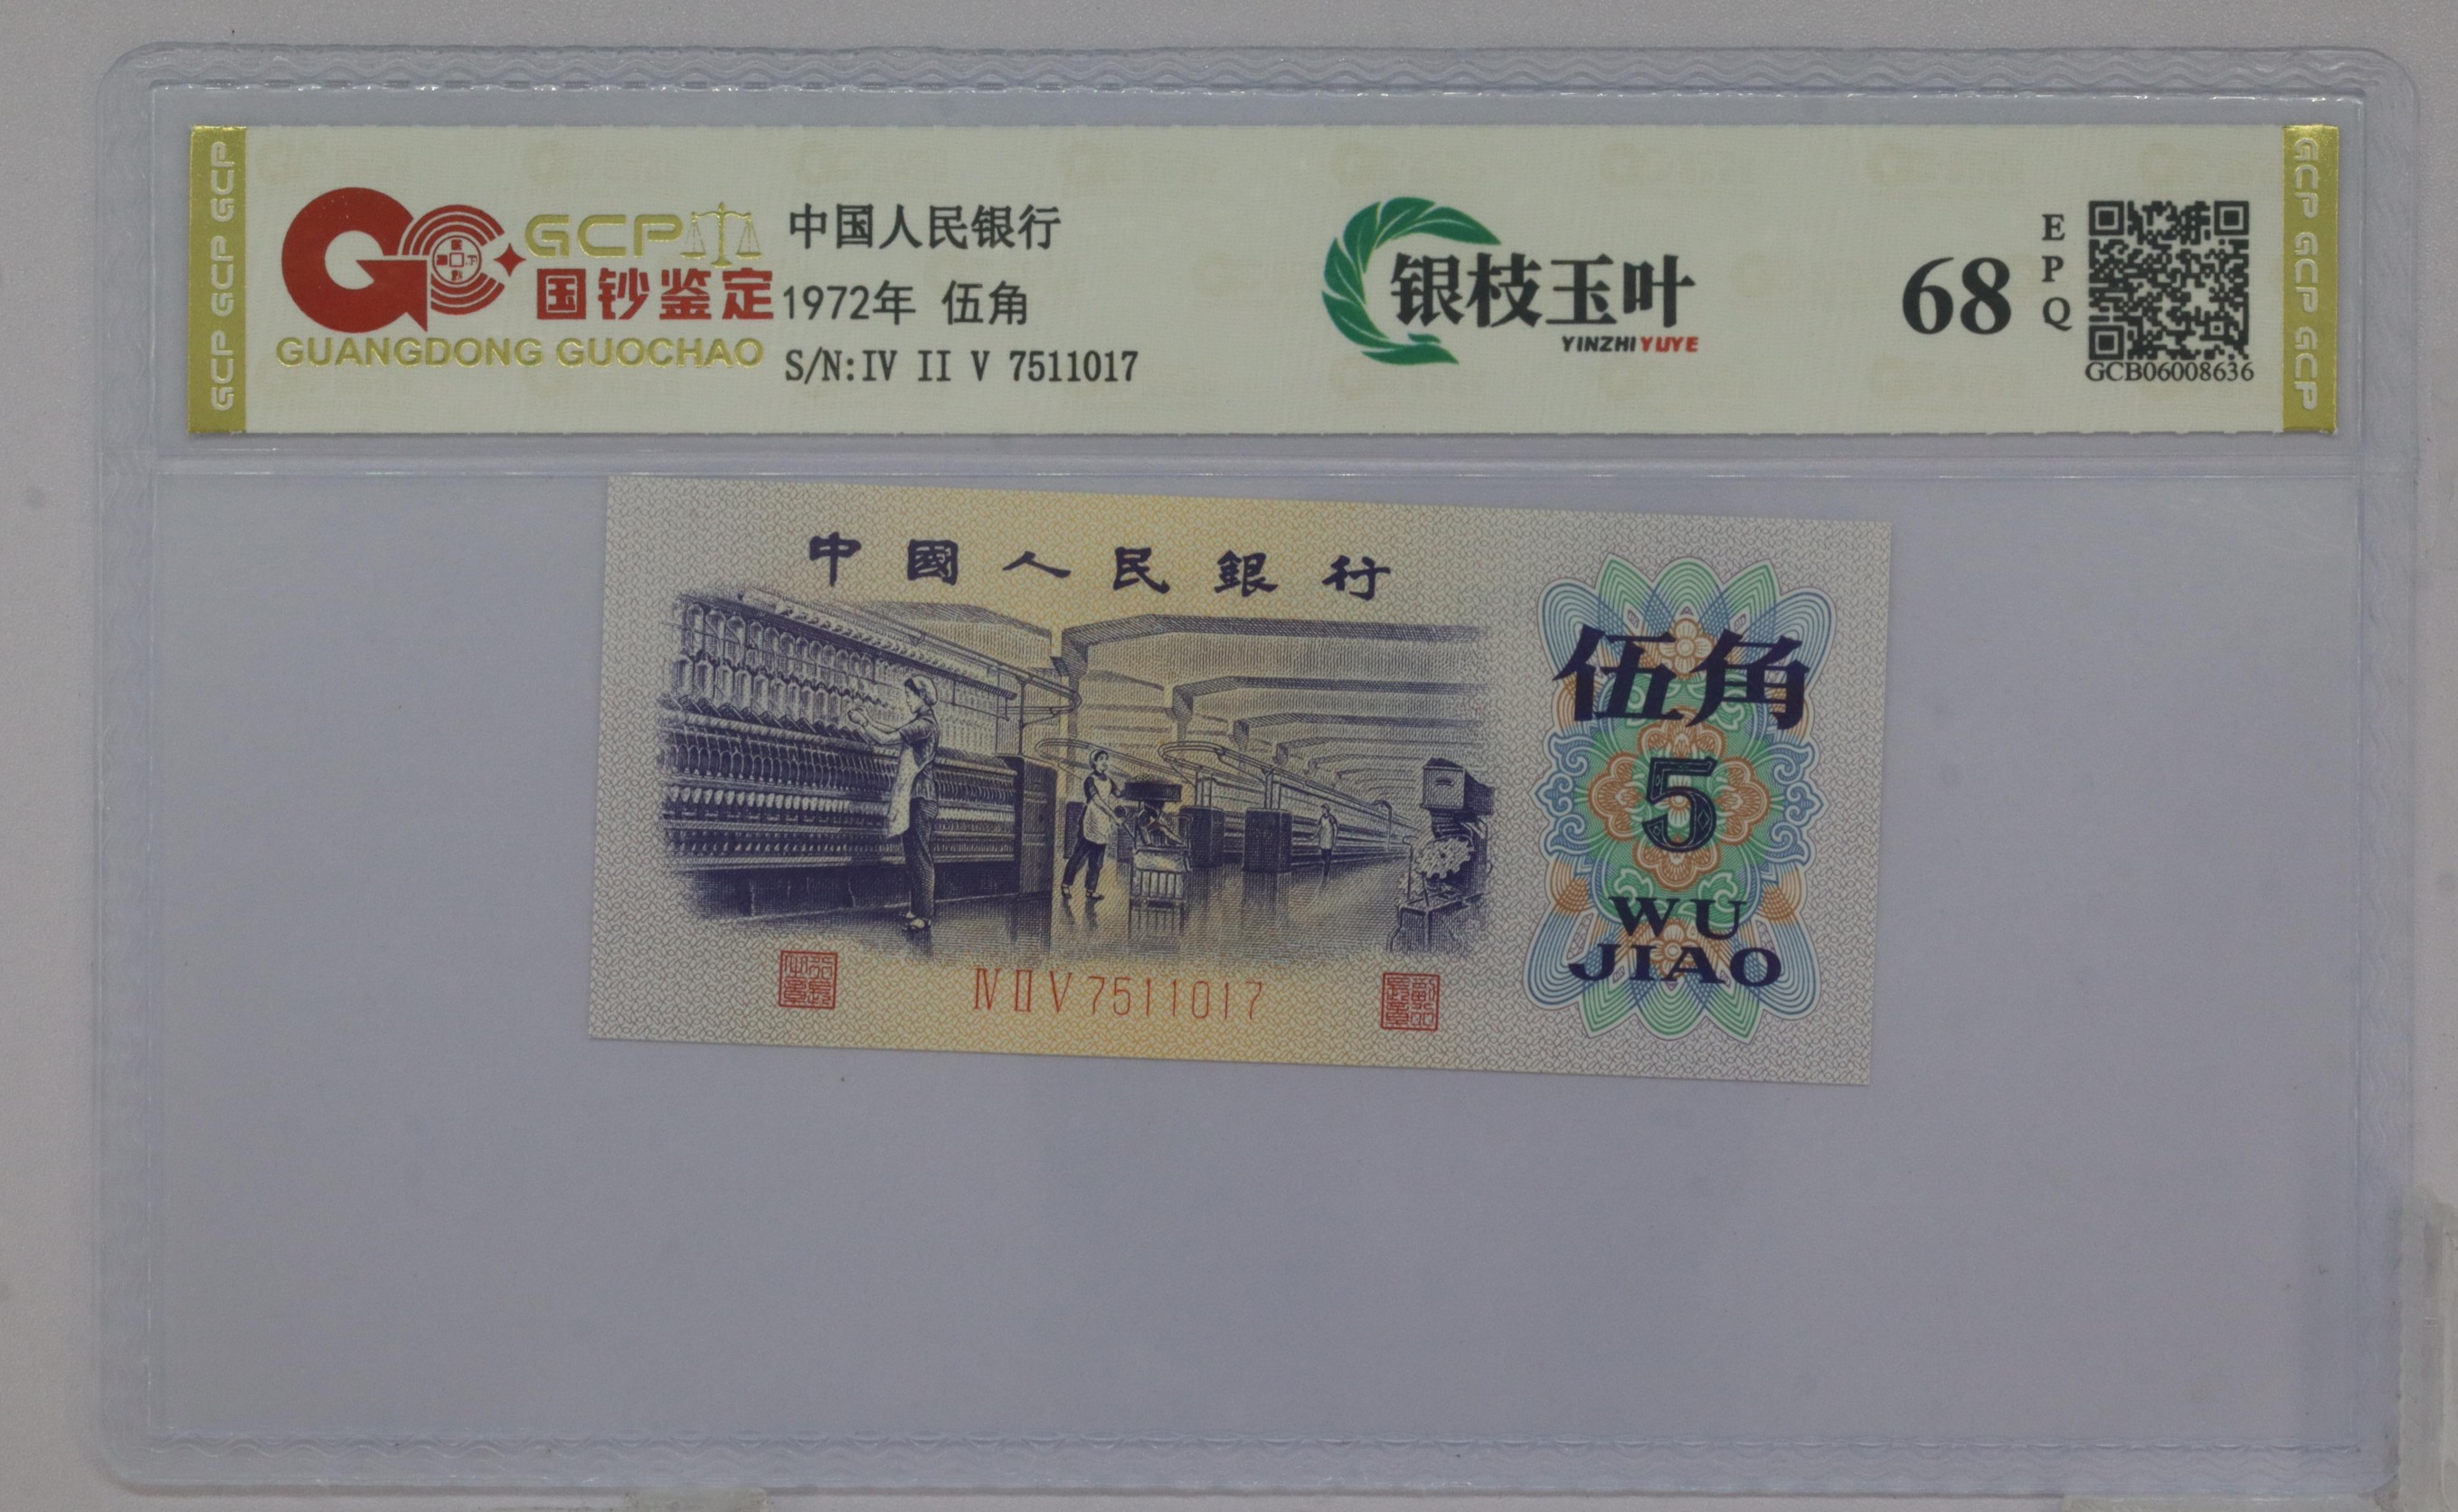 GCP GCP GCP
GCP
国钞鉴定
GUANGDONG GUOCHAO
中国人民银行
1972年 伍角
S/N:IV II V 7511017
银枝玉叶
YINZHIYUYE
68
EPQ
GCB06008636
GCP GCP GCP
中國人民銀行
伍角
5
WU
JIAO
IV II V 7511017